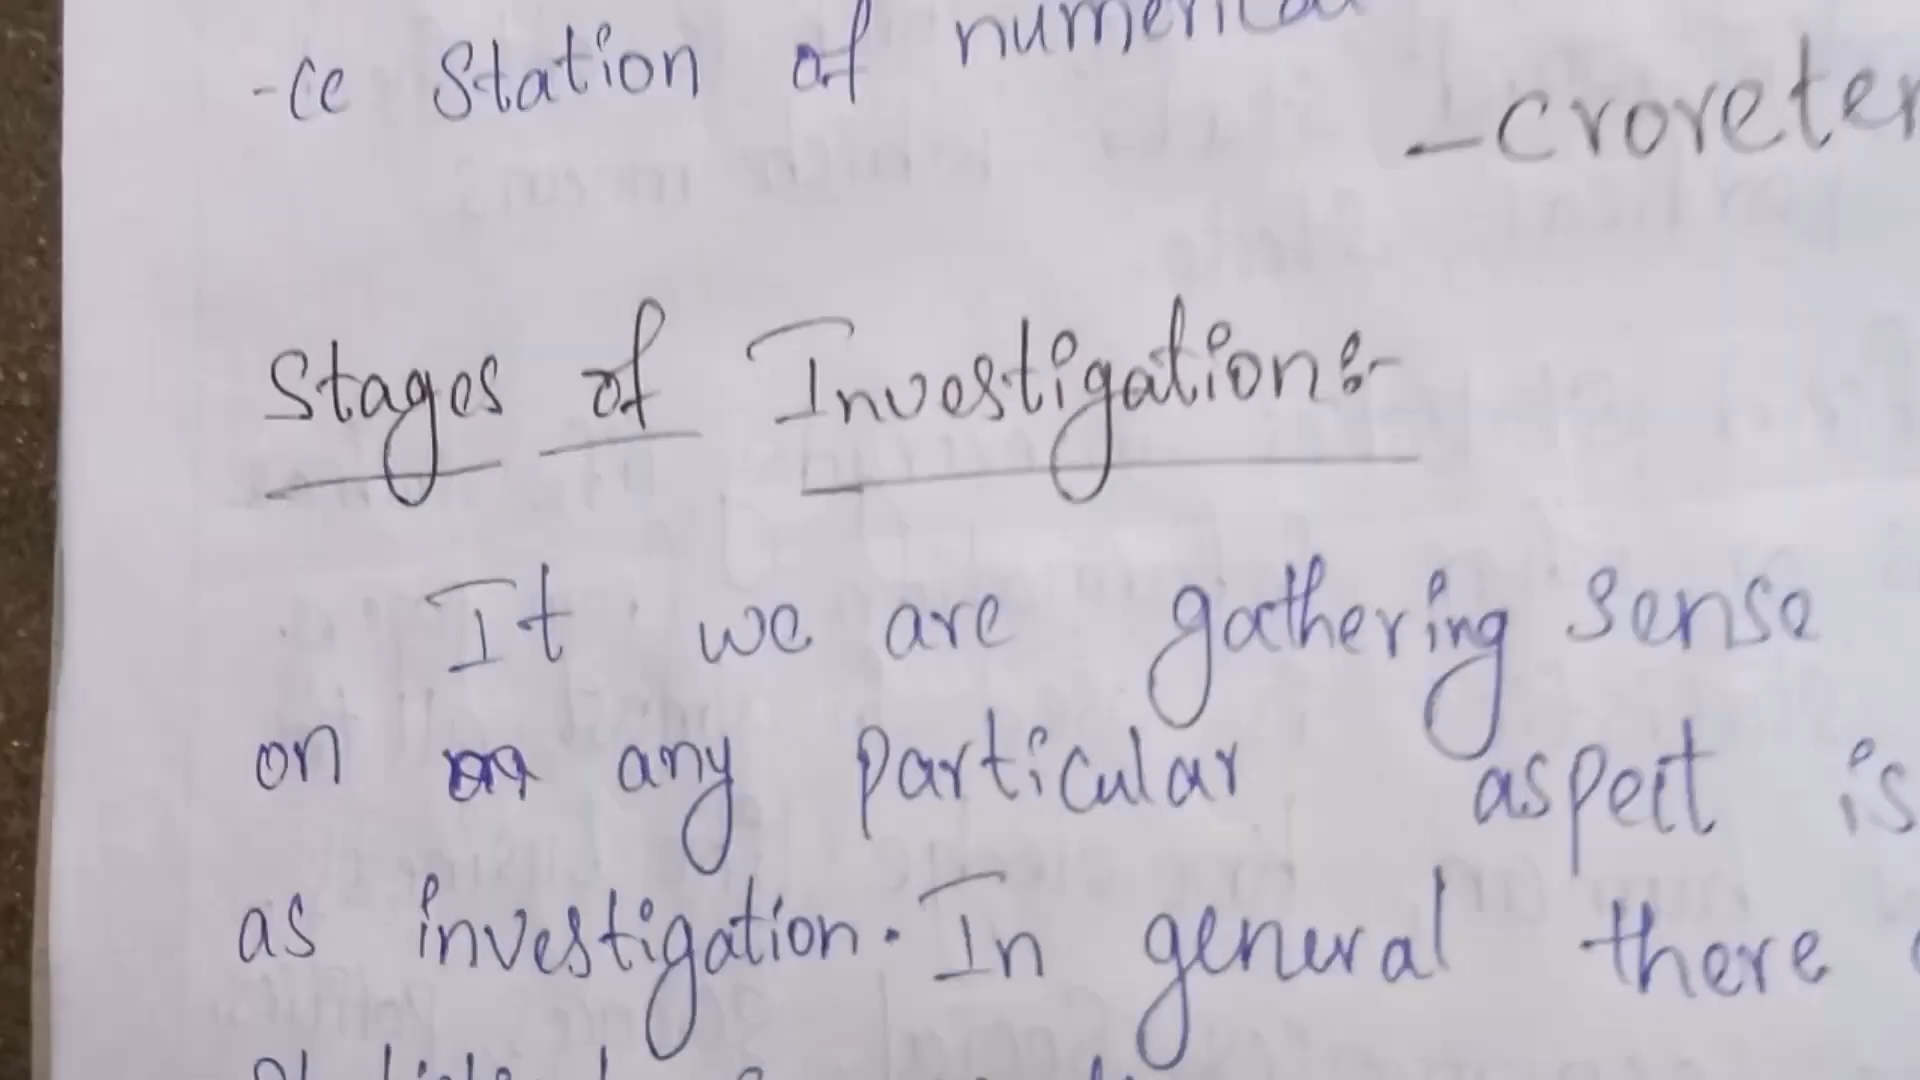 -ce Station of numerical
-croreter
Stages of Investigation:-
It we are gathering sense
on any particular aspect is
as investigation. In general there